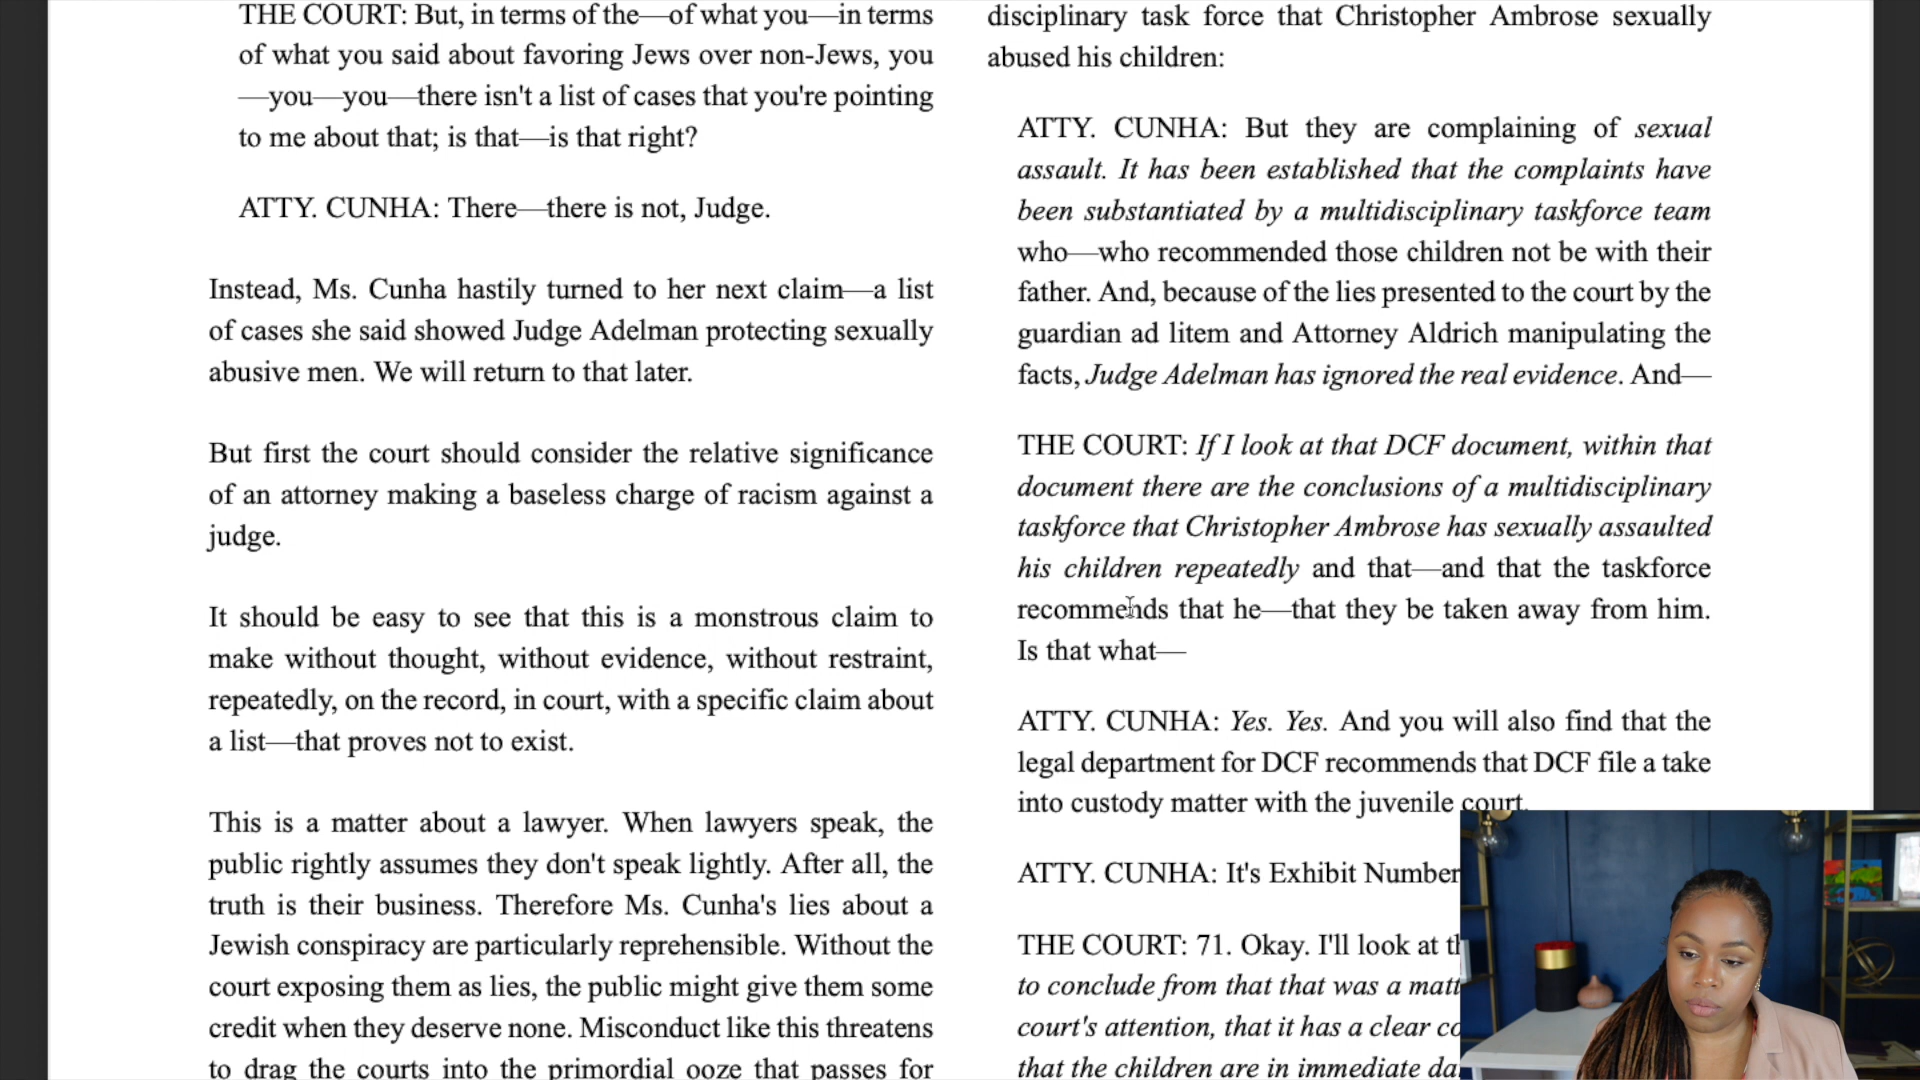 THE COURT: But, in terms of the—of what you—in terms
of what you said about favoring Jews over non-Jews, you
—you—you—there isn't a list of cases that you're pointing
to me about that; is that—is that right?
ATTY. CUNHA: There—there is not, Judge.
Instead, Ms. Cunha hastily turned to her next claim—a list
of cases she said showed Judge Adelman protecting sexually
abusive men. We will return to that later.
But first the court should consider the relative significance
of an attorney making a baseless charge of racism against a
judge.
It should be easy to see that this is a monstrous claim to
make without thought, without evidence, without restraint,
repeatedly, on the record, in court, with a specific claim about
a list—that proves not to exist.
This is a matter about a lawyer. When lawyers speak, the
public rightly assumes they don't speak lightly. After all, the
truth is their business. Therefore Ms. Cunha's lies about a
Jewish conspiracy are particularly reprehensible. Without the
court exposing them as lies, the public might give them some
credit when they deserve none. Misconduct like this threatens
to drag the courts into the primordial ooze that passes for
disciplinary task force that Christopher Ambrose sexually
abused his children:
ATTY. CUNHA: But they are complaining of sexual
assault. It has been established that the complaints have
been substantiated by a multidisciplinary taskforce team
who—who recommended those children not be with their
father. And, because of the lies presented to the court by the
guardian ad litem and Attorney Aldrich manipulating the
facts, Judge Adelman has ignored the real evidence. And—
THE COURT: If I look at that DCF document, within that
document there are the conclusions of a multidisciplinary
taskforce that Christopher Ambrose has sexually assaulted
his children repeatedly and that—and that the taskforce
recommends that he—that they be taken away from him.
Is that what—
ATTY. CUNHA: Yes. Yes. And you will also find that the
legal department for DCF recommends that DCF file a take
into custody matter with the juvenile court.
ATTY. CUNHA: It's Exhibit Number
THE COURT: 71. Okay. I'll look at
to conclude from that that was a
court's attention, that it has a clear
that the children are in immediate